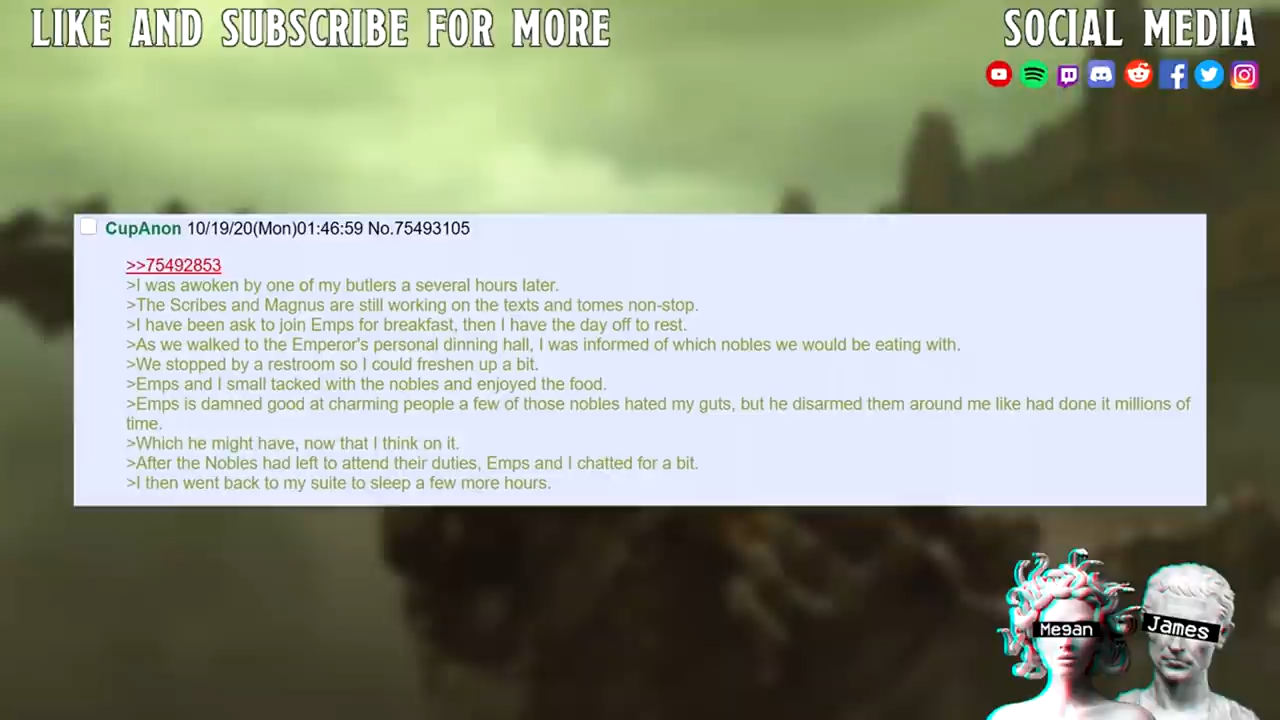 LIKE AND SUBSCRIBE FOR MORE
SOCIAL MEDIA
CupAnon 10/19/20(Mon)01:46:59 No.75493105
>>75492853
>I was awoken by one of my butlers a several hours later.
>The Scribes and Magnus are still working on the texts and tomes non-stop.
>I have been ask to join Emps for breakfast, then I have the day off to rest.
>As we walked to the Emperor's personal dinning hall, I was informed of which nobles we would be eating with.
>We stopped by a restroom so I could freshen up a bit.
>Emps and I small tacked with the nobles and enjoyed the food.
>Emps is damned good at charming people a few of those nobles hated my guts, but he disarmed them around me like had done it millions of
time.
>Which he might have, now that I think on it.
>After the Nobles had left to attend their duties, Emps and I chatted for a bit.
>I then went back to my suite to sleep a few more hours.
Megan
James